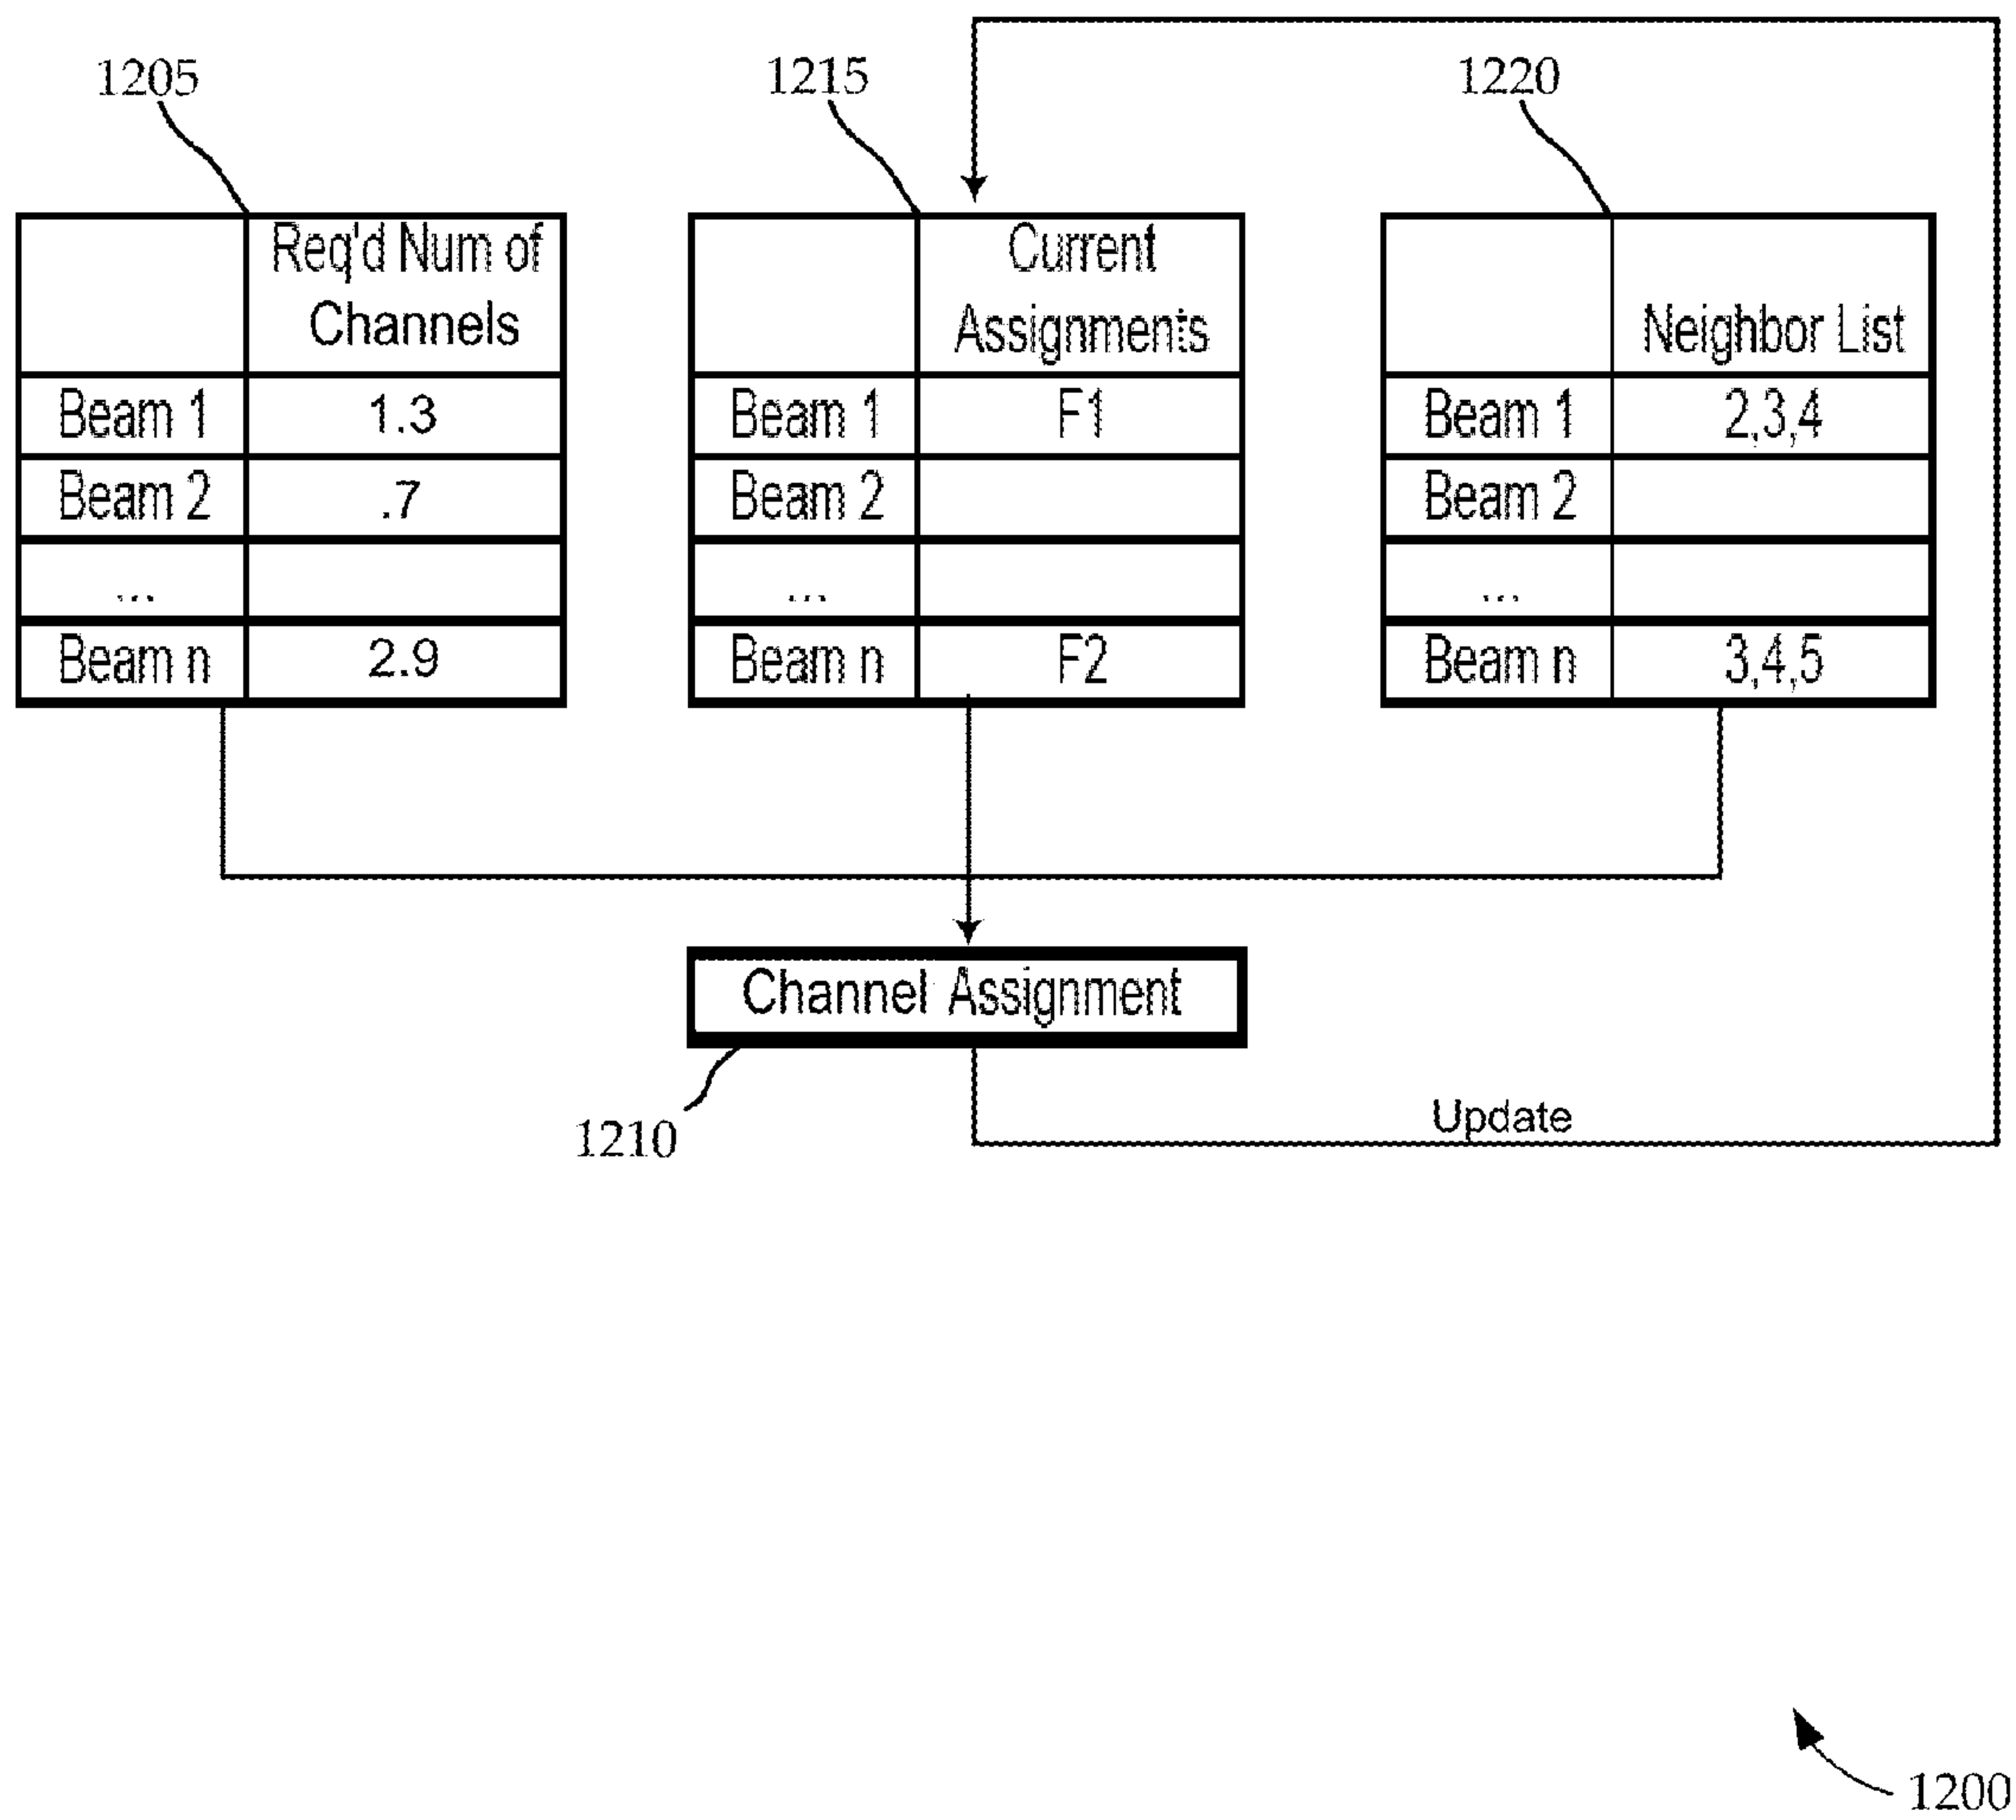 1205
1215
1220
Req'd Num of
Channels
Beam 1 1.3
Beam 2 .7
...
Beam n 2.9
Current
Assignments
Beam 1 F1
Beam 2
...
Beam n F2
Neighbor List
Beam 1 2,3,4
Beam 2
...
Beam n 3,4,5
Channel Assignment
1210
Update
1200